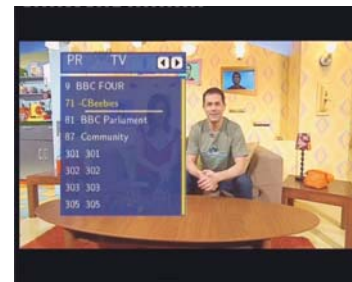 PR TV
9 BBC FOUR
71 -CBeebies
81 BBC Parliament
87 Community
301 301
302 302
303 303
305 305